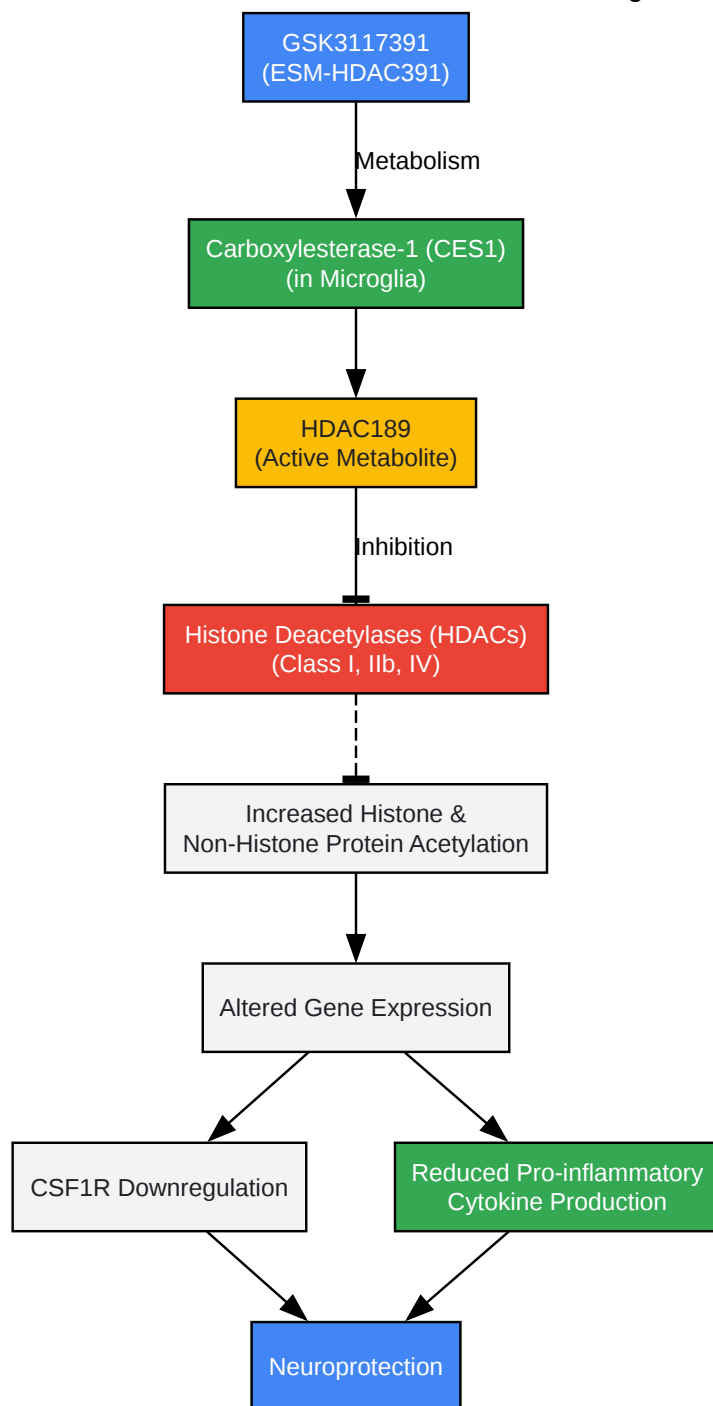 GSK3117391
(ESM-HDAC391)
Metabolism
Carboxylesterase-1 (CES1)
(in Microglia)
HDAC189
(Active Metabolite)
Inhibition
Histone Deacetylases (HDACs)
(Class I, IIb, IV)
Increased Histone &
Non-Histone Protein Acetylation
Altered Gene Expression
CSF1R Downregulation
Reduced Pro-inflammatory
Cytokine Production
Neuroprotection